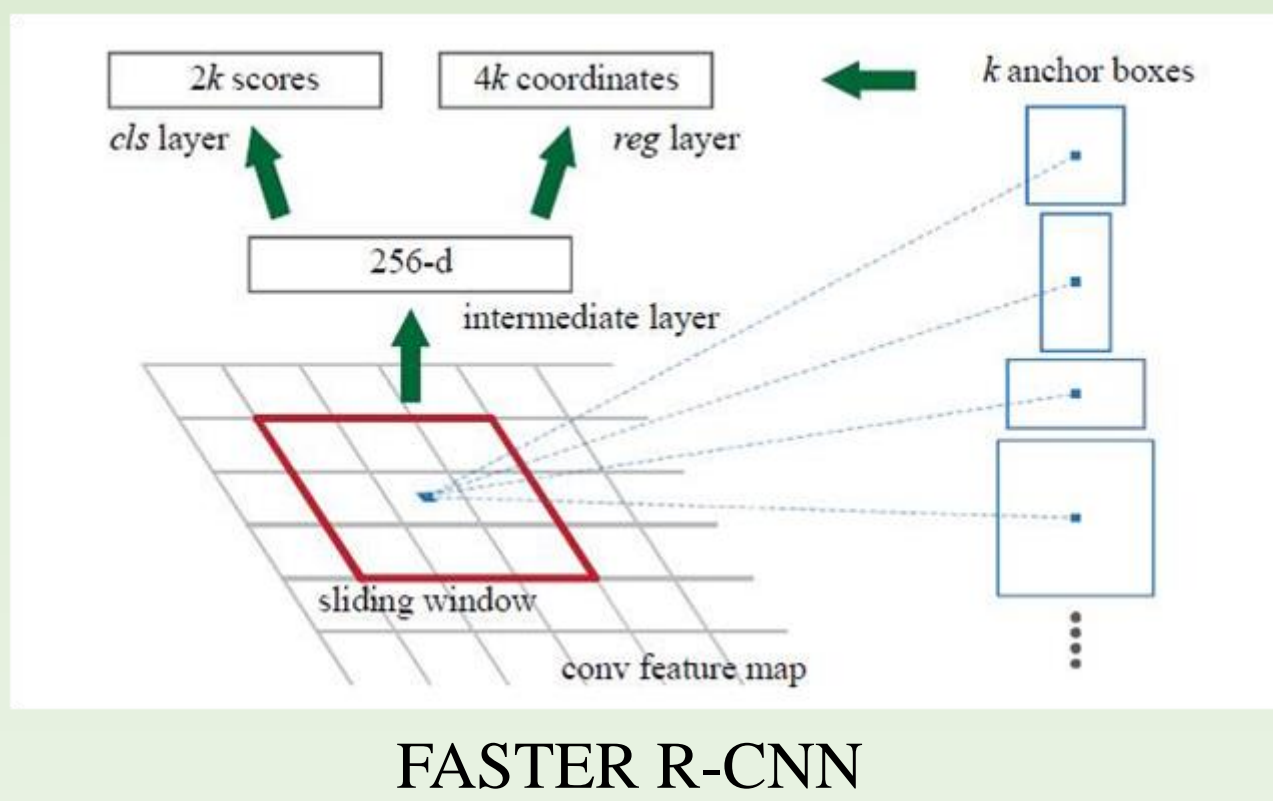 2k scores
4k coordinates
k anchor boxes
cls layer
reg layer
256-d
intermediate layer
sliding window
conv feature map
FASTER R-CNN